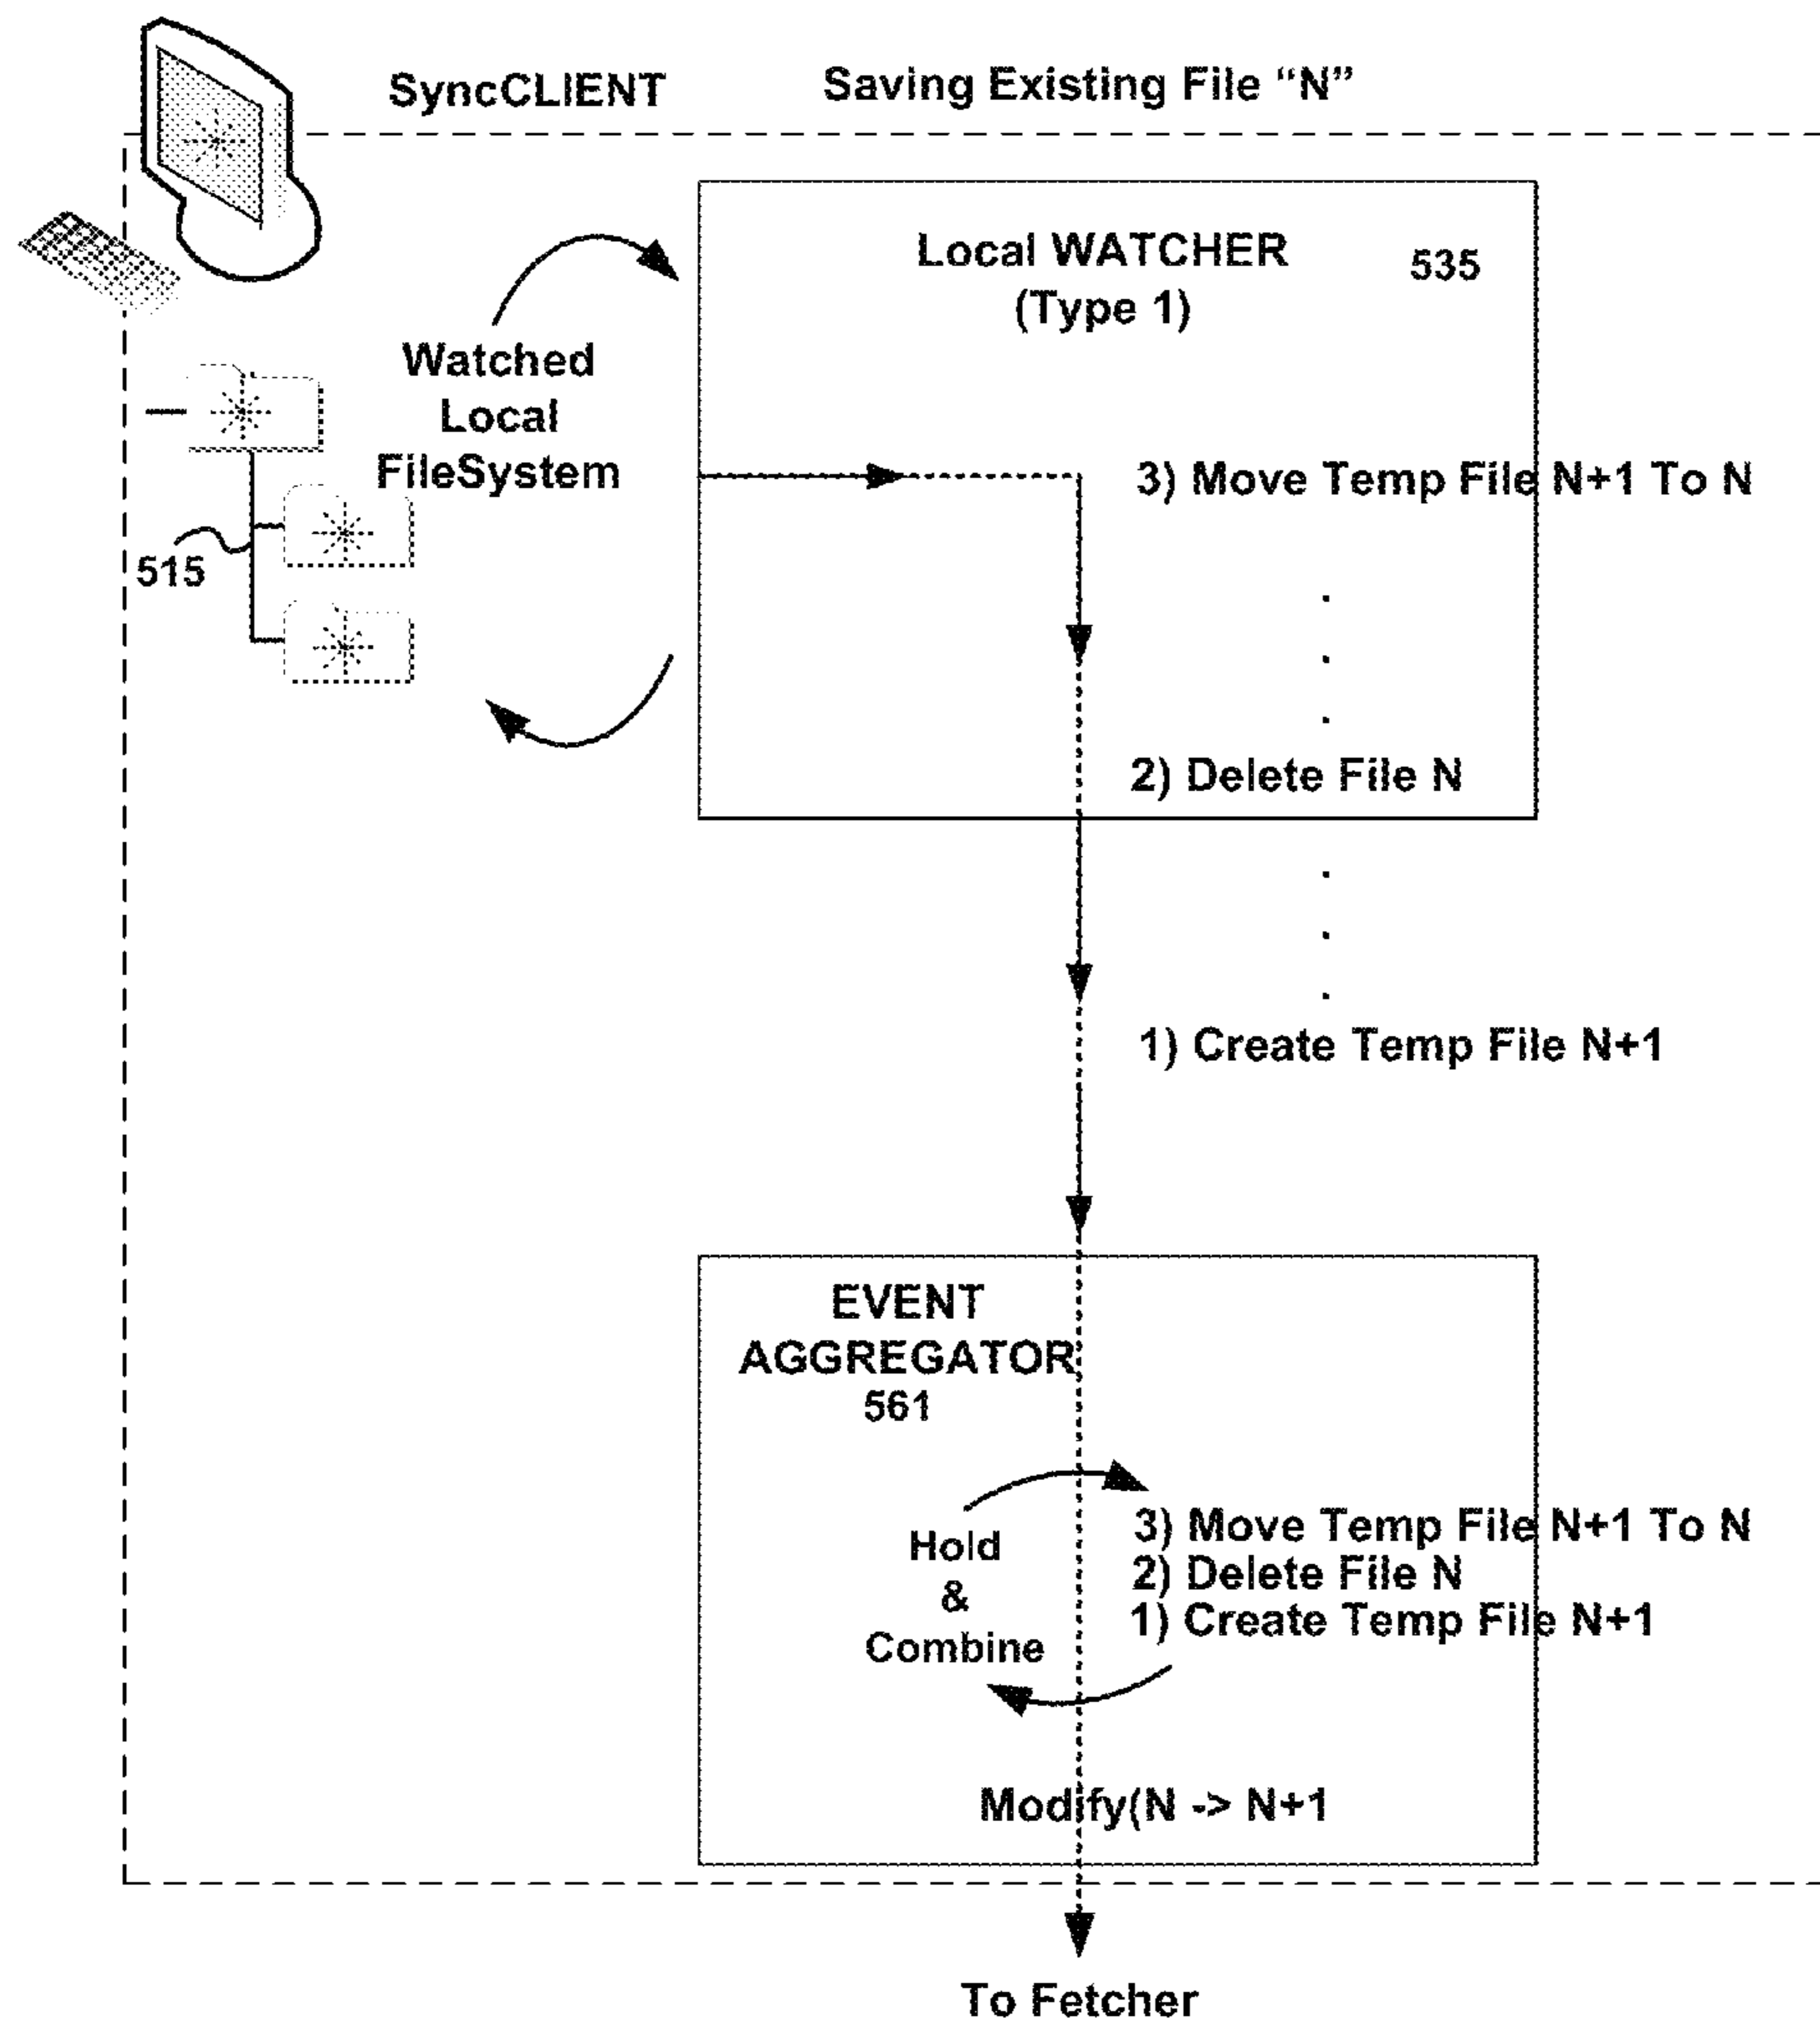 SyncCLIENT
Saving Existing File “N”
Local WATCHER
(Type 1)
535
Watched
Local
FileSystem
515
3) Move Temp File N+1 To N
2) Delete File N
1) Create Temp File N+1
EVENT
AGGREGATOR
561
Hold
&
Combine
3) Move Temp File N+1 To N
2) Delete File N
1) Create Temp File N+1
Modify(N -> N+1
To Fetcher